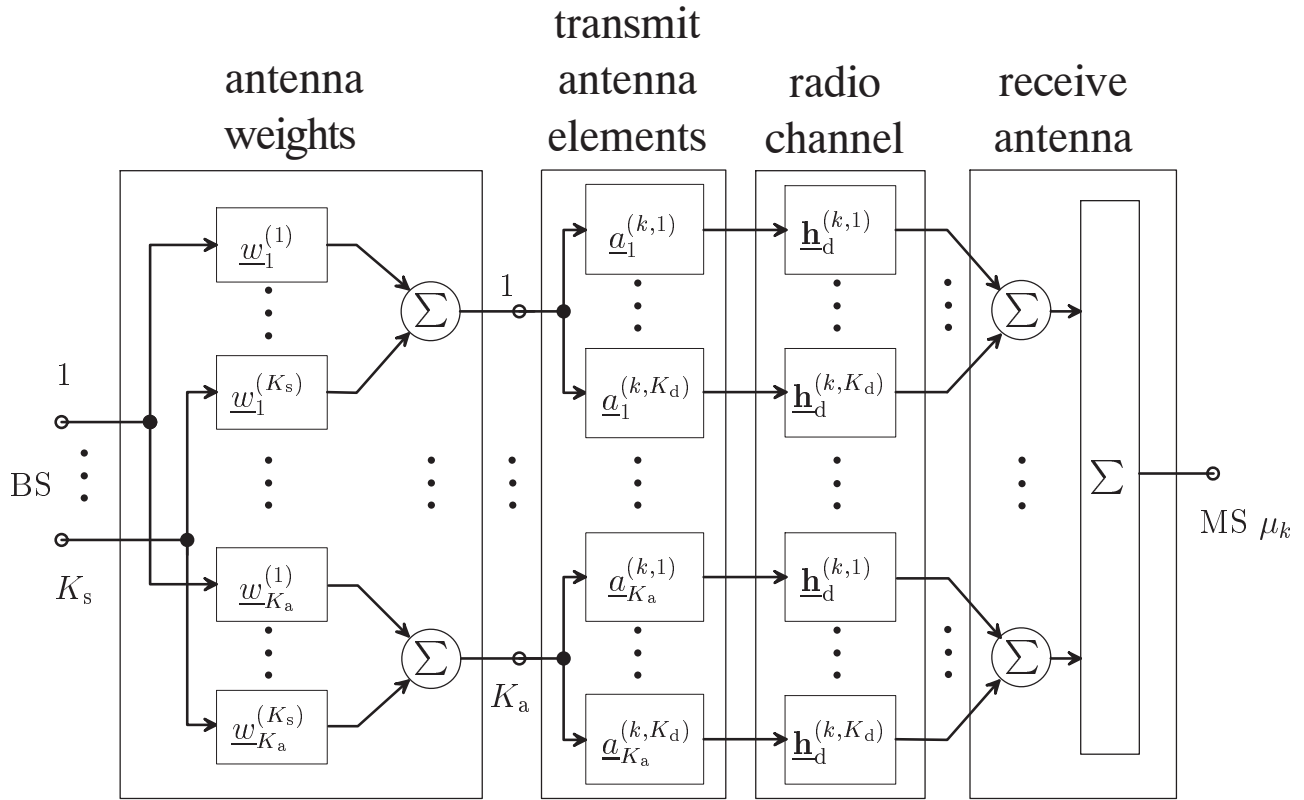 antenna
weights
transmit
antenna
elements
radio
channel
receive
antenna
1
BS
K_s
w_1^{(1)}
w_1^{(K_s)}
w_{K_a}^{(1)}
w_{K_a}^{(K_s)}
Σ
Σ
1
K_a
a_1^{(k,1)}
a_1^{(k,K_d)}
a_{K_a}^{(k,1)}
a_{K_a}^{(k,K_d)}
h_d^{(k,1)}
h_d^{(k,K_d)}
h_d^{(k,1)}
h_d^{(k,K_d)}
Σ
Σ
Σ
MS μ_k